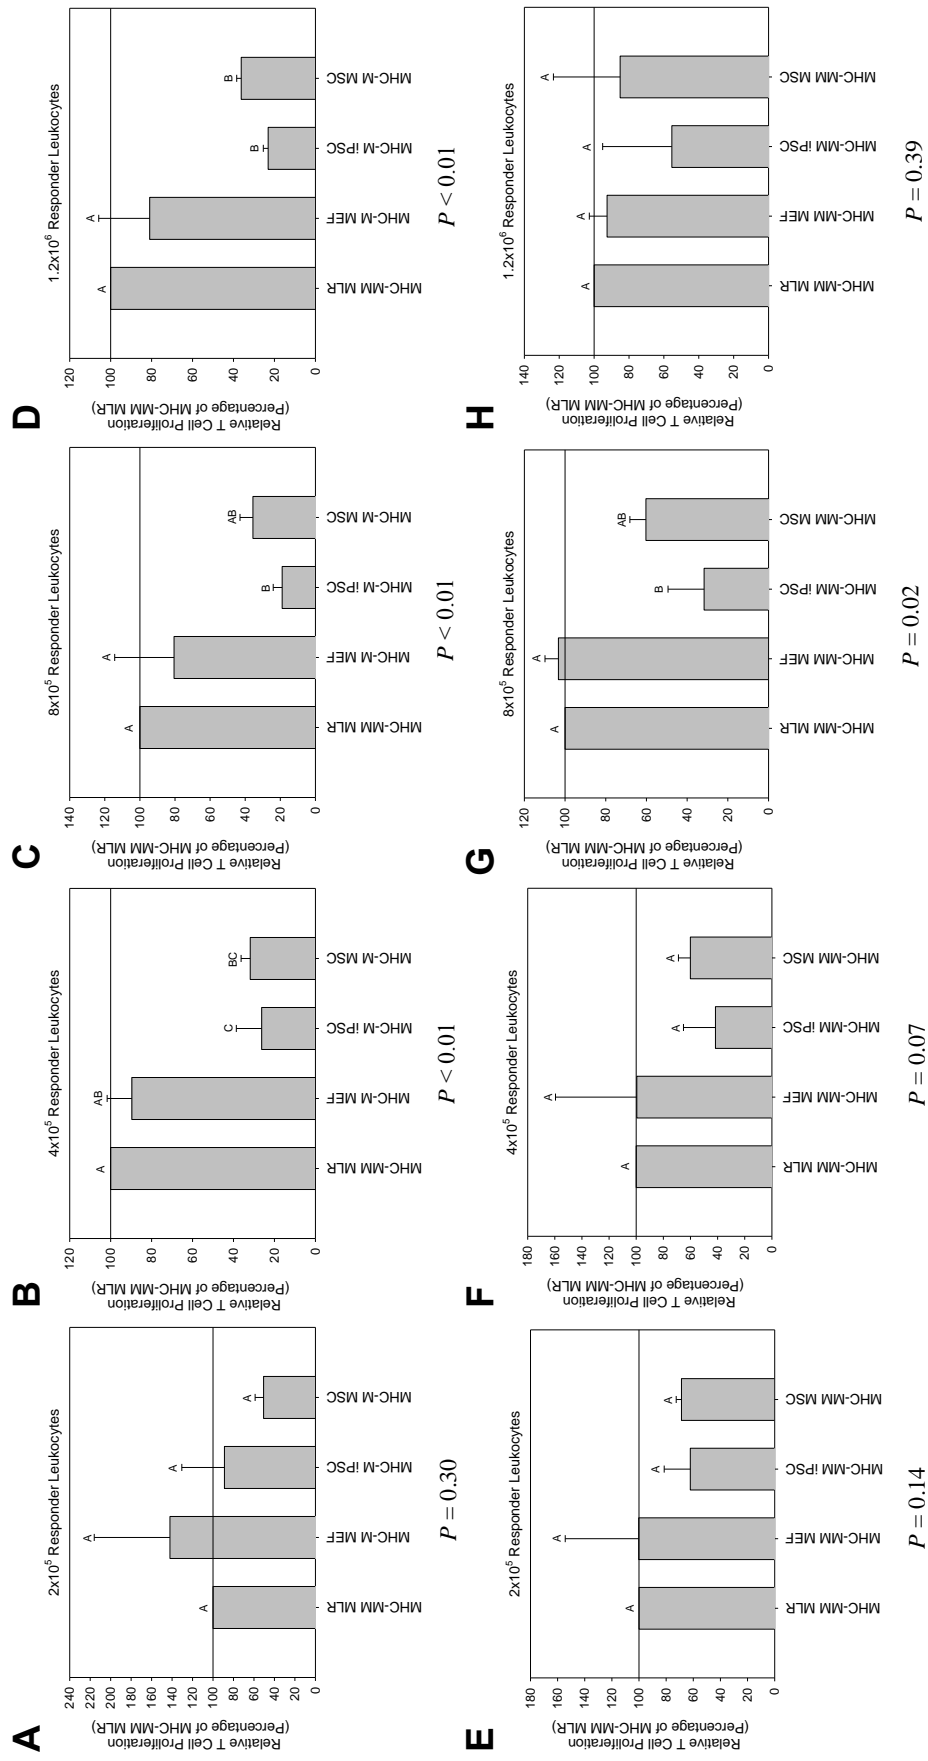 A
2x10⁵ Responder Leukocytes
Relative T Cell Proliferation
(Percentage of MHC-MM MLR)
240
220
200
180
160
140
120
100
80
60
40
20
0
A
A
A
A
MHC-MM MLR
MHC-M MEF
MHC-M iPSC
MHC-M MSC
P = 0.30
B
4x10⁵ Responder Leukocytes
Relative T Cell Proliferation
(Percentage of MHC-MM MLR)
120
100
80
60
40
20
0
A
AB
C
BC
MHC-MM MLR
MHC-M MEF
MHC-M iPSC
MHC-M MSC
P < 0.01
C
8x10⁵ Responder Leukocytes
Relative T Cell Proliferation
(Percentage of MHC-MM MLR)
140
120
100
80
60
40
20
0
A
A
B
AB
MHC-MM MLR
MHC-M MEF
MHC-M iPSC
MHC-M MSC
P < 0.01
D
1.2x10⁶ Responder Leukocytes
Relative T Cell Proliferation
(Percentage of MHC-MM MLR)
120
100
80
60
40
20
0
A
A
B
B
MHC-MM MLR
MHC-M MEF
MHC-M iPSC
MHC-M MSC
P < 0.01
E
2x10⁵ Responder Leukocytes
Relative T Cell Proliferation
(Percentage of MHC-MM MLR)
180
160
140
120
100
80
60
40
20
0
A
A
A
A
MHC-MM MLR
MHC-MM MEF
MHC-MM iPSC
MHC-MM MSC
P = 0.14
F
4x10⁵ Responder Leukocytes
Relative T Cell Proliferation
(Percentage of MHC-MM MLR)
180
160
140
120
100
80
60
40
20
0
A
A
A
A
MHC-MM MLR
MHC-MM MEF
MHC-MM iPSC
MHC-MM MSC
P = 0.07
G
8x10⁵ Responder Leukocytes
Relative T Cell Proliferation
(Percentage of MHC-MM MLR)
120
100
80
60
40
20
0
A
A
B
AB
MHC-MM MLR
MHC-MM MEF
MHC-MM iPSC
MHC-MM MSC
P = 0.02
H
1.2x10⁶ Responder Leukocytes
Relative T Cell Proliferation
(Percentage of MHC-MM MLR)
140
120
100
80
60
40
20
0
A
A
A
A
MHC-MM MLR
MHC-MM MEF
MHC-MM iPSC
MHC-MM MSC
P = 0.39